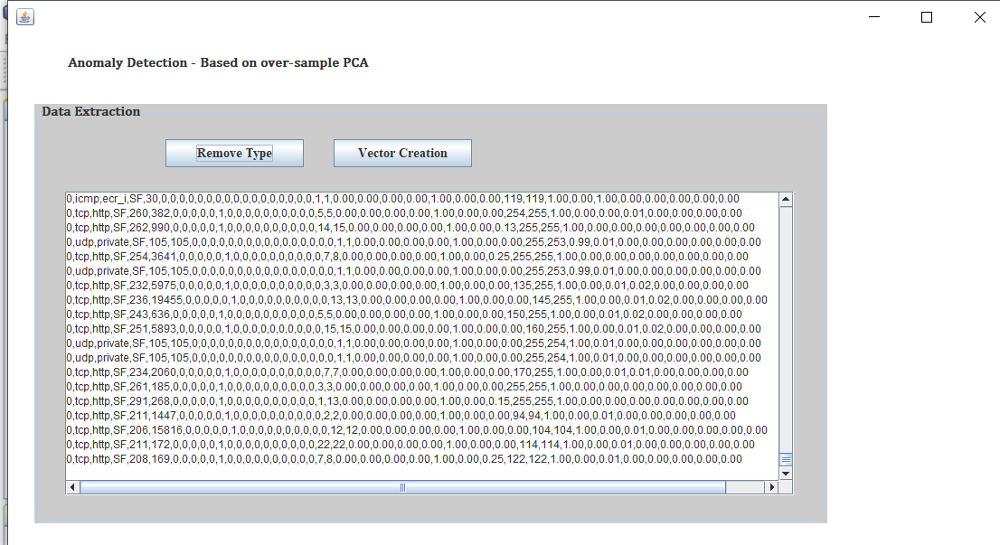 Anomaly Detection - Based on over-sample PCA
Data Extraction
Remove Type
Vector Creation
0,icmp,ecr_i,SF,30,0,0,0,0,0,0,0,0,0,0,0,0,0,0,0,0,0,1,1,0.00,0.00,0.00,0.00,1.00,0.00,0.00,119,119,1.00,0.00,1.00,0.00,0.00,0.00,0.00,0.00
0,tcp,http,SF,260,382,0,0,0,0,0,1,0,0,0,0,0,0,0,0,0,0,5,5,0.00,0.00,0.00,0.00,1.00,0.00,0.00,254,255,1.00,0.00,0.00,0.01,0.00,0.00,0.00,0.00
0,tcp,http,SF,262,990,0,0,0,0,0,1,0,0,0,0,0,0,0,0,0,0,14,15,0.00,0.00,0.00,0.00,1.00,0.00,0.13,255,255,1.00,0.00,0.00,0.00,0.00,0.00,0.00,0.00
0,udp,private,SF,105,105,0,0,0,0,0,0,0,0,0,0,0,0,0,0,0,0,1,1,0.00,0.00,0.00,0.00,1.00,0.00,0.00,255,253,0.99,0.01,0.00,0.00,0.00,0.00,0.00,0.00
0,tcp,http,SF,254,3641,0,0,0,0,0,1,0,0,0,0,0,0,0,0,0,0,7,8,0.00,0.00,0.00,0.00,1.00,0.00,0.25,255,255,1.00,0.00,0.00,0.00,0.00,0.00,0.00,0.00
0,udp,private,SF,105,105,0,0,0,0,0,0,0,0,0,0,0,0,0,0,0,0,1,1,0.00,0.00,0.00,0.00,1.00,0.00,0.00,255,253,0.99,0.01,0.00,0.00,0.00,0.00,0.00,0.00
0,tcp,http,SF,232,5975,0,0,0,0,0,1,0,0,0,0,0,0,0,0,0,0,3,3,0.00,0.00,0.00,0.00,1.00,0.00,0.00,135,255,1.00,0.00,0.01,0.02,0.00,0.00,0.00,0.00
0,tcp,http,SF,236,19455,0,0,0,0,0,1,0,0,0,0,0,0,0,0,0,0,13,13,0.00,0.00,0.00,0.00,1.00,0.00,0.00,145,255,1.00,0.00,0.01,0.02,0.00,0.00,0.00,0.00
0,tcp,http,SF,243,636,0,0,0,0,0,1,0,0,0,0,0,0,0,0,0,0,5,5,0.00,0.00,0.00,0.00,1.00,0.00,0.00,150,255,1.00,0.00,0.01,0.02,0.00,0.00,0.00,0.00
0,tcp,http,SF,251,5893,0,0,0,0,0,1,0,0,0,0,0,0,0,0,0,0,15,15,0.00,0.00,0.00,0.00,1.00,0.00,0.00,160,255,1.00,0.00,0.01,0.02,0.00,0.00,0.00,0.00
0,udp,private,SF,105,105,0,0,0,0,0,0,0,0,0,0,0,0,0,0,0,0,1,1,0.00,0.00,0.00,0.00,1.00,0.00,0.00,255,254,1.00,0.01,0.00,0.00,0.00,0.00,0.00,0.00
0,udp,private,SF,105,105,0,0,0,0,0,0,0,0,0,0,0,0,0,0,0,0,1,1,0.00,0.00,0.00,0.00,1.00,0.00,0.00,255,254,1.00,0.01,0.00,0.00,0.00,0.00,0.00,0.00
0,tcp,http,SF,234,2060,0,0,0,0,0,1,0,0,0,0,0,0,0,0,0,0,7,7,0.00,0.00,0.00,0.00,1.00,0.00,0.00,170,255,1.00,0.00,0.01,0.01,0.00,0.00,0.00,0.00
0,tcp,http,SF,261,185,0,0,0,0,0,1,0,0,0,0,0,0,0,0,0,0,3,3,0.00,0.00,0.00,0.00,1.00,0.00,0.00,255,255,1.00,0.00,0.00,0.00,0.00,0.00,0.00,0.00
0,tcp,http,SF,291,268,0,0,0,0,0,1,0,0,0,0,0,0,0,0,0,0,1,13,0.00,0.00,0.00,0.00,1.00,0.00,0.15,255,255,1.00,0.00,0.00,0.00,0.00,0.00,0.00,0.00
0,tcp,http,SF,211,1447,0,0,0,0,0,1,0,0,0,0,0,0,0,0,0,0,2,2,0.00,0.00,0.00,0.00,1.00,0.00,0.00,94,94,1.00,0.00,0.01,0.00,0.00,0.00,0.00,0.00
0,tcp,http,SF,206,15816,0,0,0,0,0,1,0,0,0,0,0,0,0,0,0,0,12,12,0.00,0.00,0.00,0.00,1.00,0.00,0.00,104,104,1.00,0.00,0.01,0.00,0.00,0.00,0.00,0.00
0,tcp,http,SF,211,172,0,0,0,0,0,1,0,0,0,0,0,0,0,0,0,0,22,22,0.00,0.00,0.00,0.00,1.00,0.00,0.00,114,114,1.00,0.00,0.01,0.00,0.00,0.00,0.00,0.00
0,tcp,http,SF,208,169,0,0,0,0,0,1,0,0,0,0,0,0,0,0,0,0,7,8,0.00,0.00,0.00,0.00,1.00,0.00,0.25,122,122,1.00,0.00,0.01,0.00,0.00,0.00,0.00,0.00